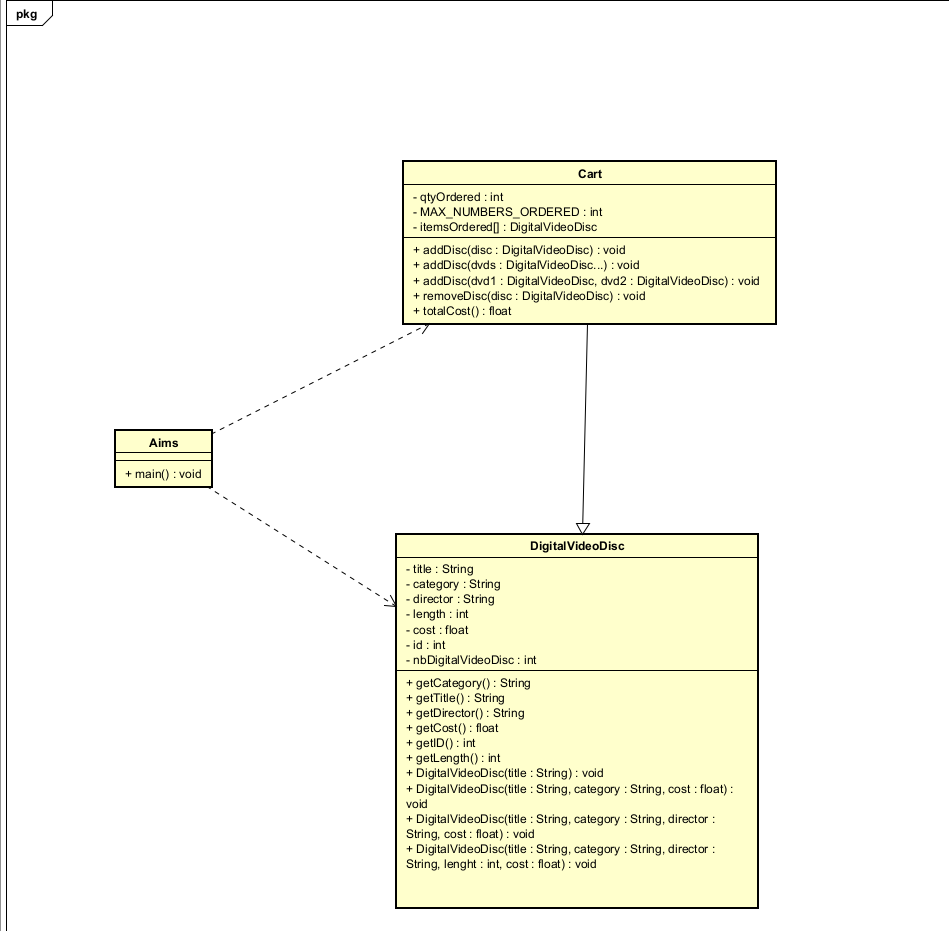 pkg
Cart
- qtyOrdered : int
- MAX_NUMBERS_ORDERED : int
- itemsOrdered[] : DigitalVideoDisc
+ addDisc(disc : DigitalVideoDisc) : void
+ addDisc(dvds : DigitalVideoDisc...) : void
+ addDisc(dvd1 : DigitalVideoDisc, dvd2 : DigitalVideoDisc) : void
+ removeDisc(disc : DigitalVideoDisc) : void
+ totalCost() : float
Aims
+ main() : void
DigitalVideoDisc
- title : String
- category : String
- director : String
- length : int
- cost : float
- id : int
- nbDigitalVideoDisc : int
+ getCategory() : String
+ getTitle() : String
+ getDirector() : String
+ getCost() : float
+ getID() : int
+ getLength() : int
+ DigitalVideoDisc(title : String) : void
+ DigitalVideoDisc(title : String, category : String, cost : float) :
void
+ DigitalVideoDisc(title : String, category : String, director :
String, cost : float) : void
+ DigitalVideoDisc(title : String, category : String, director :
String, lenght : int, cost : float) : void